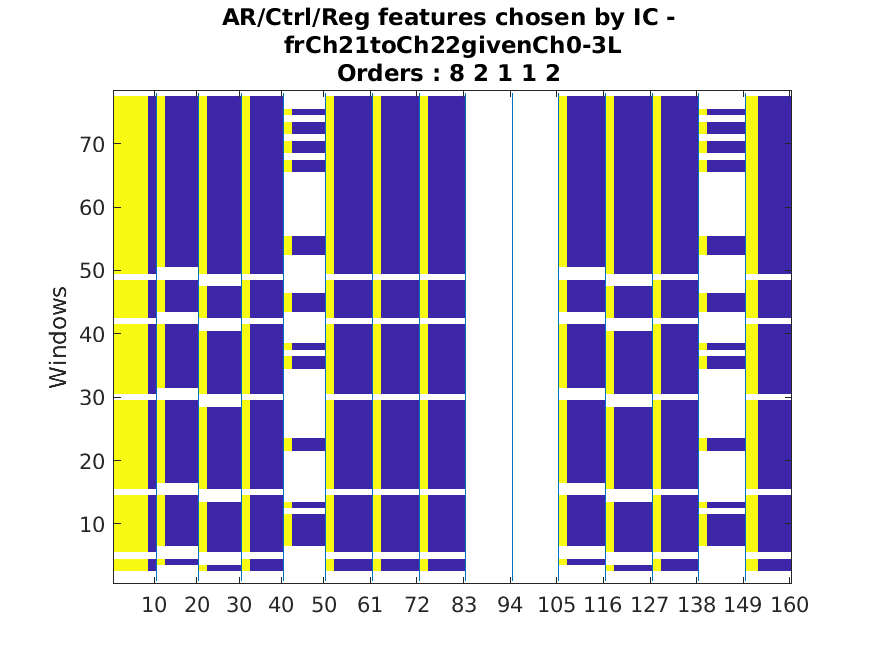 AR/Ctrl/Reg features chosen by IC -
frCh21toCh22givenCh0-3L
Orders : 8 2 1 1 2
70
60
50
40
30
20
10
Windows
10 20 30 40 50 61 72 83 94 105 116 127 138 149 160